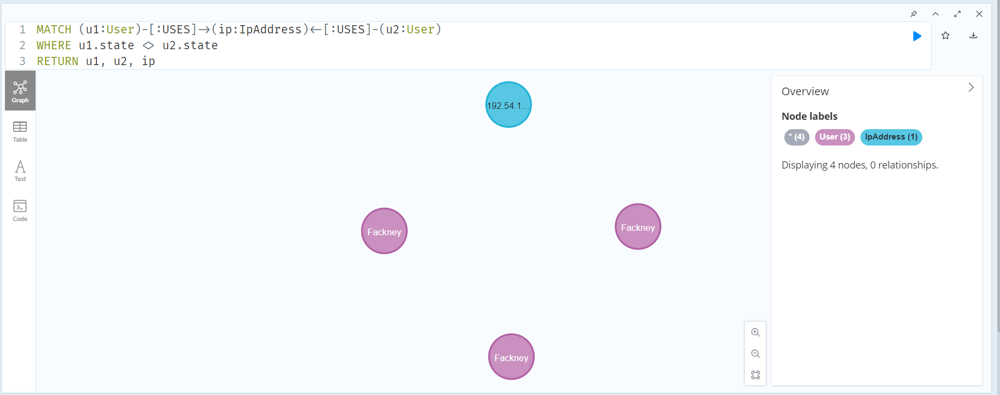 1 MATCH (u1:User)-[:USES]->(ip:IpAddress)<-[:USES]-(u2:User)
2 WHERE u1.state <> u2.state
3 RETURN u1, u2, ip
Graph
Table
Text
Code
192.54.1...
Fackney
Fackney
Fackney
Overview
Node labels
* (4) User (3) IpAddress (1)
Displaying 4 nodes, 0 relationships.